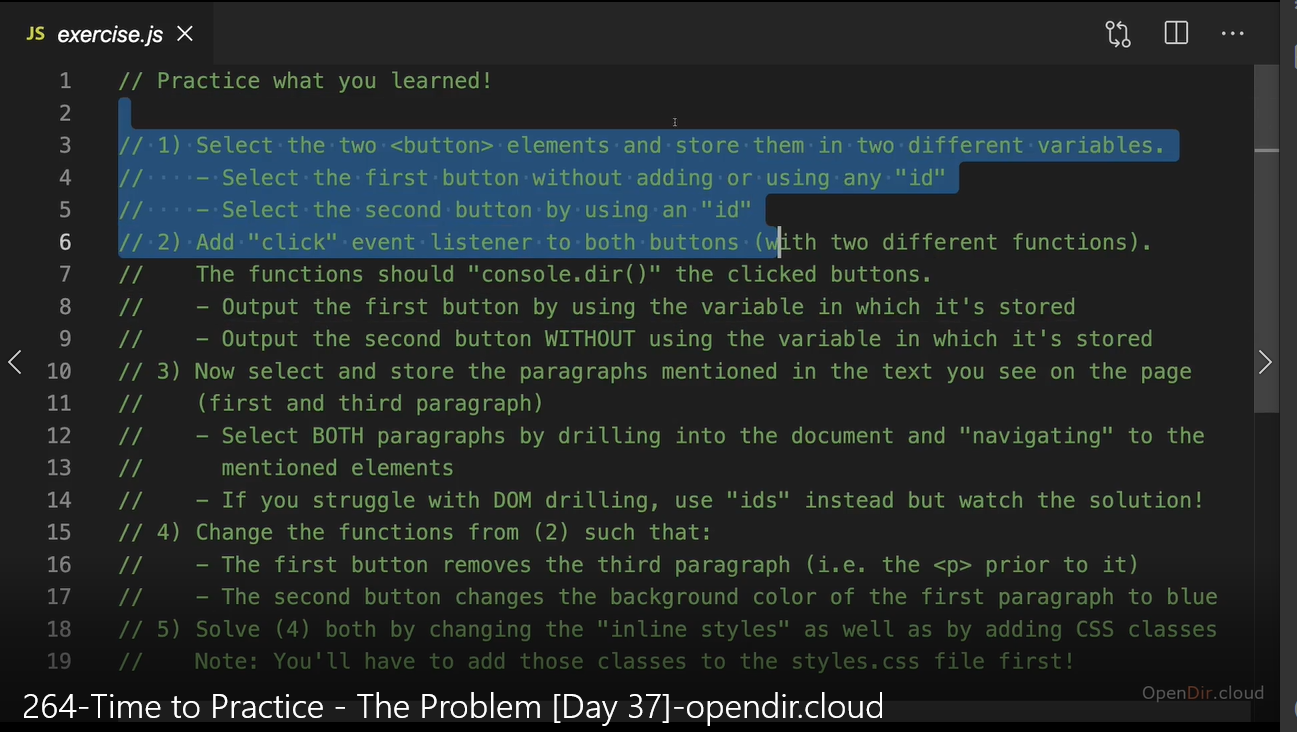 JS exercise.js
1 // Practice what you learned!
2
3 // 1) Select the two <button> elements and store them in two different variables.
4 //    - Select the first button without adding or using any "id"
5 //    - Select the second button by using an "id"
6 // 2) Add "click" event listener to both buttons (with two different functions).
7 //    The functions should "console.dir()" the clicked buttons.
8 //    - Output the first button by using the variable in which it's stored
9 //    - Output the second button WITHOUT using the variable in which it's stored
10 // 3) Now select and store the paragraphs mentioned in the text you see on the page
11 //    (first and third paragraph)
12 //    - Select BOTH paragraphs by drilling into the document and "navigating" to the
13 //      mentioned elements
14 //    - If you struggle with DOM drilling, use "ids" instead but watch the solution!
15 // 4) Change the functions from (2) such that:
16 //    - The first button removes the third paragraph (i.e. the <p> prior to it)
17 //    - The second button changes the background color of the first paragraph to blue
18 // 5) Solve (4) both by changing the "inline styles" as well as by adding CSS classes
19 //    Note: You'll have to add those classes to the styles.css file first!
OpenDir.cloud
264-Time to Practice - The Problem [Day 37]-opendir.cloud